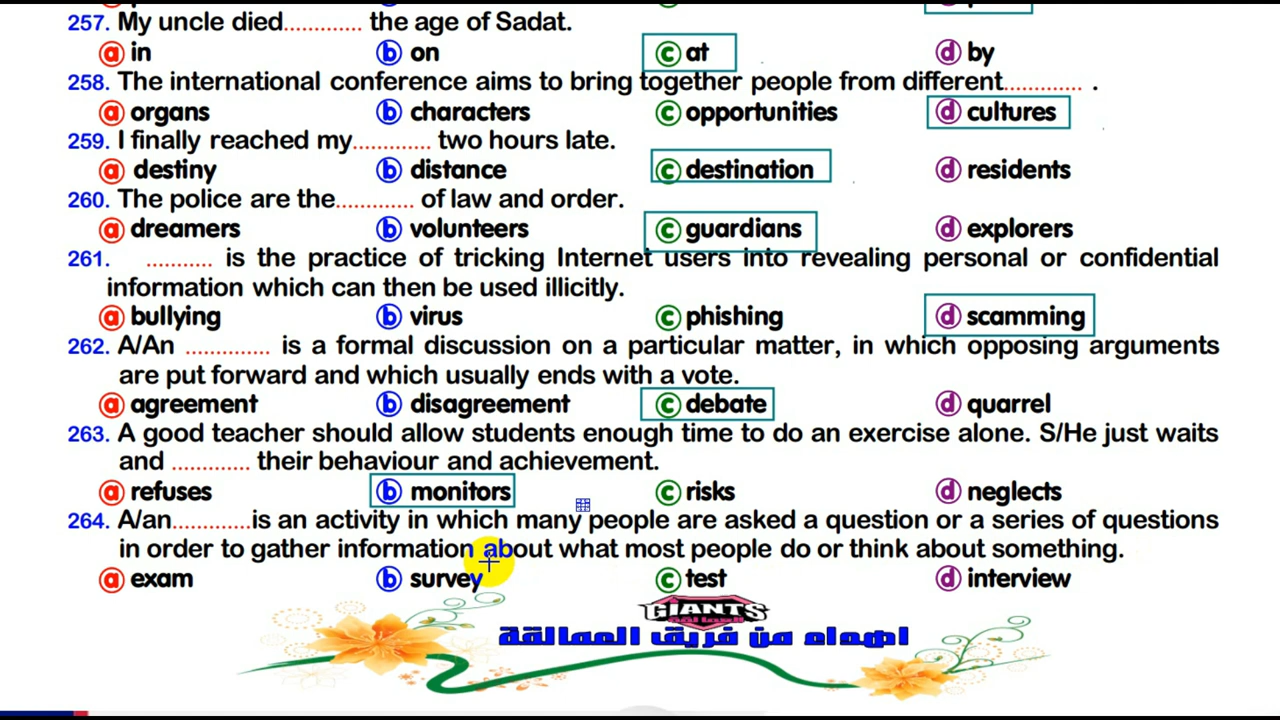 257. My uncle died............. the age of Sadat.
ⓐ in ⓑ on ⓒ at ⓓ by
258. The international conference aims to bring together people from different............. .
ⓐ organs ⓑ characters ⓒ opportunities ⓓ cultures
259. I finally reached my............. two hours late.
ⓐ destiny ⓑ distance ⓒ destination ⓓ residents
260. The police are the............. of law and order.
ⓐ dreamers ⓑ volunteers ⓒ guardians ⓓ explorers
261. ........... is the practice of tricking Internet users into revealing personal or confidential
information which can then be used illicitly.
ⓐ bullying ⓑ virus ⓒ phishing ⓓ scamming
262. A/An .............. is a formal discussion on a particular matter, in which opposing arguments
are put forward and which usually ends with a vote.
ⓐ agreement ⓑ disagreement ⓒ debate ⓓ quarrel
263. A good teacher should allow students enough time to do an exercise alone. S/He just waits
and ............. their behaviour and achievement.
ⓐ refuses ⓑ monitors ⓒ risks ⓓ neglects
264. A/an.............is an activity in which many people are asked a question or a series of questions
in order to gather information about what most people do or think about something.
ⓐ exam ⓑ survey ⓒ test ⓓ interview
GIANTS
العمالقة
اهداء من فريق العمالقة